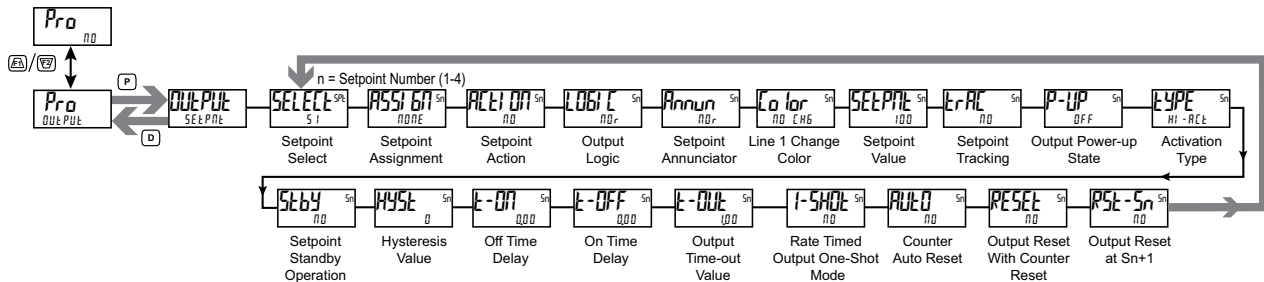 Pro
NO
F1/F2
P
n = Setpoint Number (1-4)
Pro
OUtPUt
OUtPUt
SEtPNt
SELECt SPt
S1
ASSIGN Sn
NONE
ACtION Sn
NO
LOGIC Sn
NOr
Annun Sn
NOr
Color Sn
NO CHG
SEtPNt Sn
100
trAC Sn
NO
P-UP Sn
OFF
tYPE Sn
HI-ACt
D
Setpoint
Select
Setpoint
Assignment
Setpoint
Action
Output
Logic
Setpoint
Annunciator
Line 1 Change
Color
Setpoint
Value
Setpoint
Tracking
Output Power-up
State
Activation
Type
Stby Sn
NO
HYSt Sn
0
t-ON Sn
0.00
t-OFF Sn
0.00
t-OUt Sn
1.00
1-SHOt Sn
NO
AUtO Sn
NO
RESEt Sn
NO
RSt-Sn Sn
NO
Setpoint
Standby
Operation
Hysteresis
Value
Off Time
Delay
On Time
Delay
Output
Time-out
Value
Rate Timed
Output One-Shot
Mode
Counter
Auto Reset
Output Reset
With Counter
Reset
Output Reset
at Sn+1